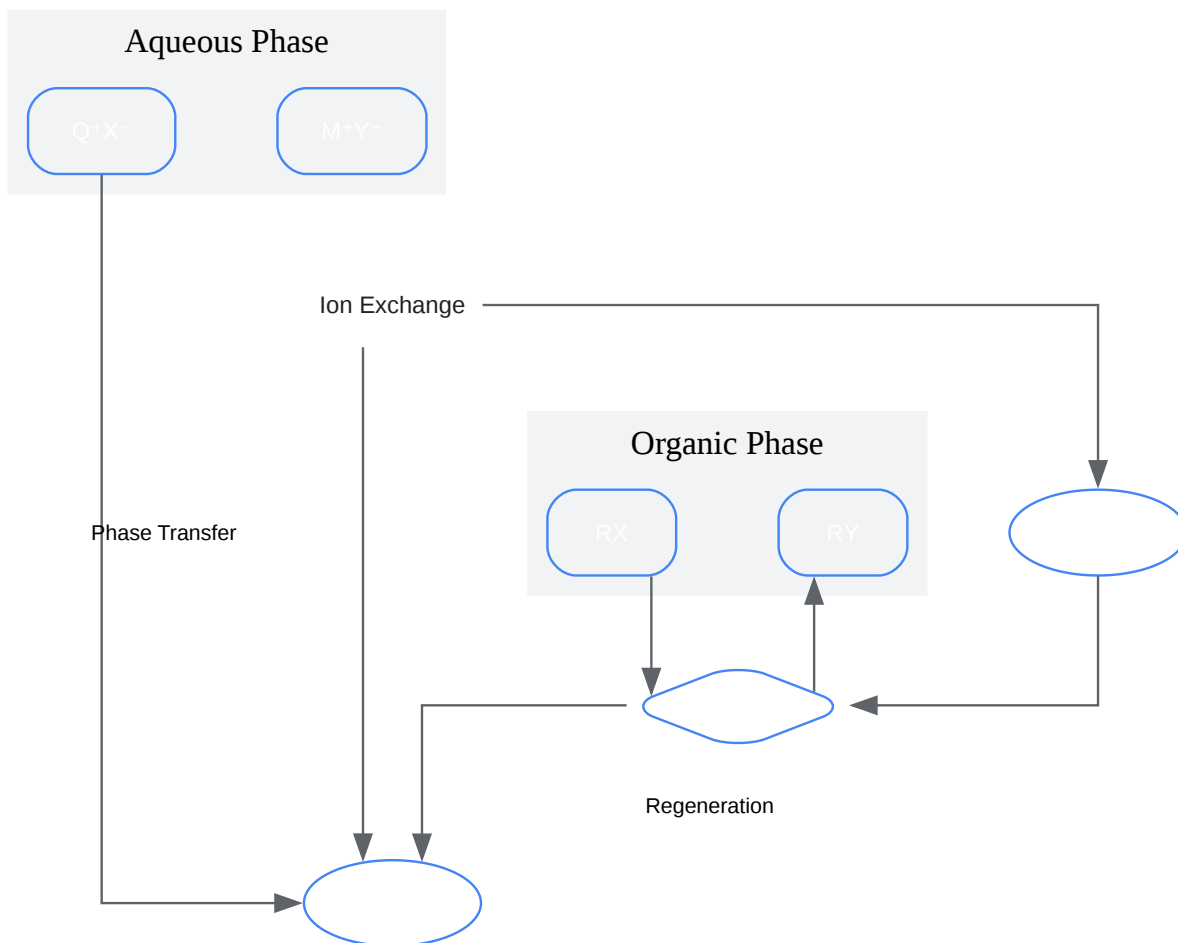 Aqueous Phase
Q⁺X⁻
M⁺Y⁻
Ion Exchange
Organic Phase
RX
RY
Phase Transfer
Regeneration